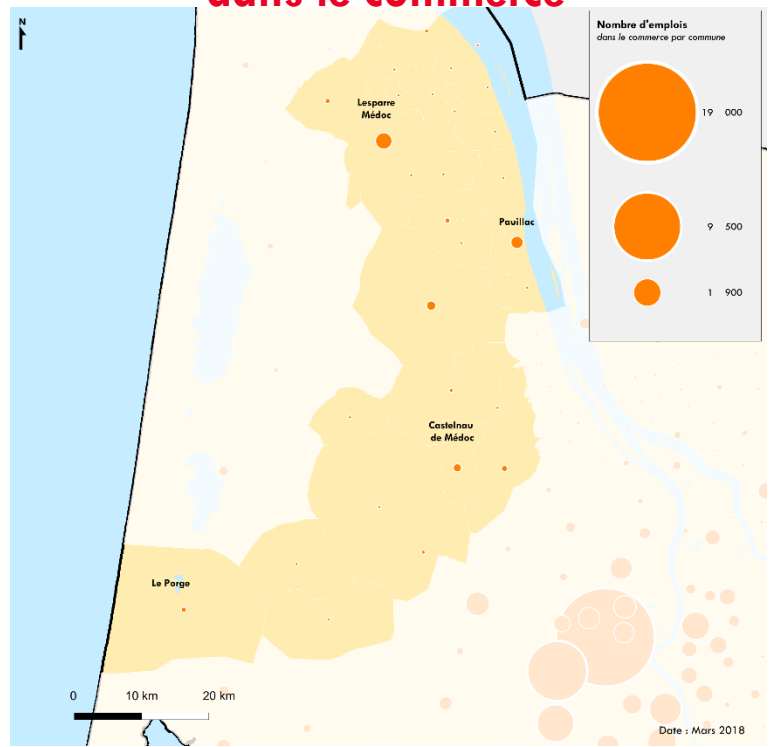 dans le commerce
N
Nombre d'emplois
dans le commerce par commune
19 000
9 500
1 900
Lesparre
Médoc
Pauillac
Castelnau
de Médoc
Le Porge
0 10 km 20 km
Date : Mars 2018